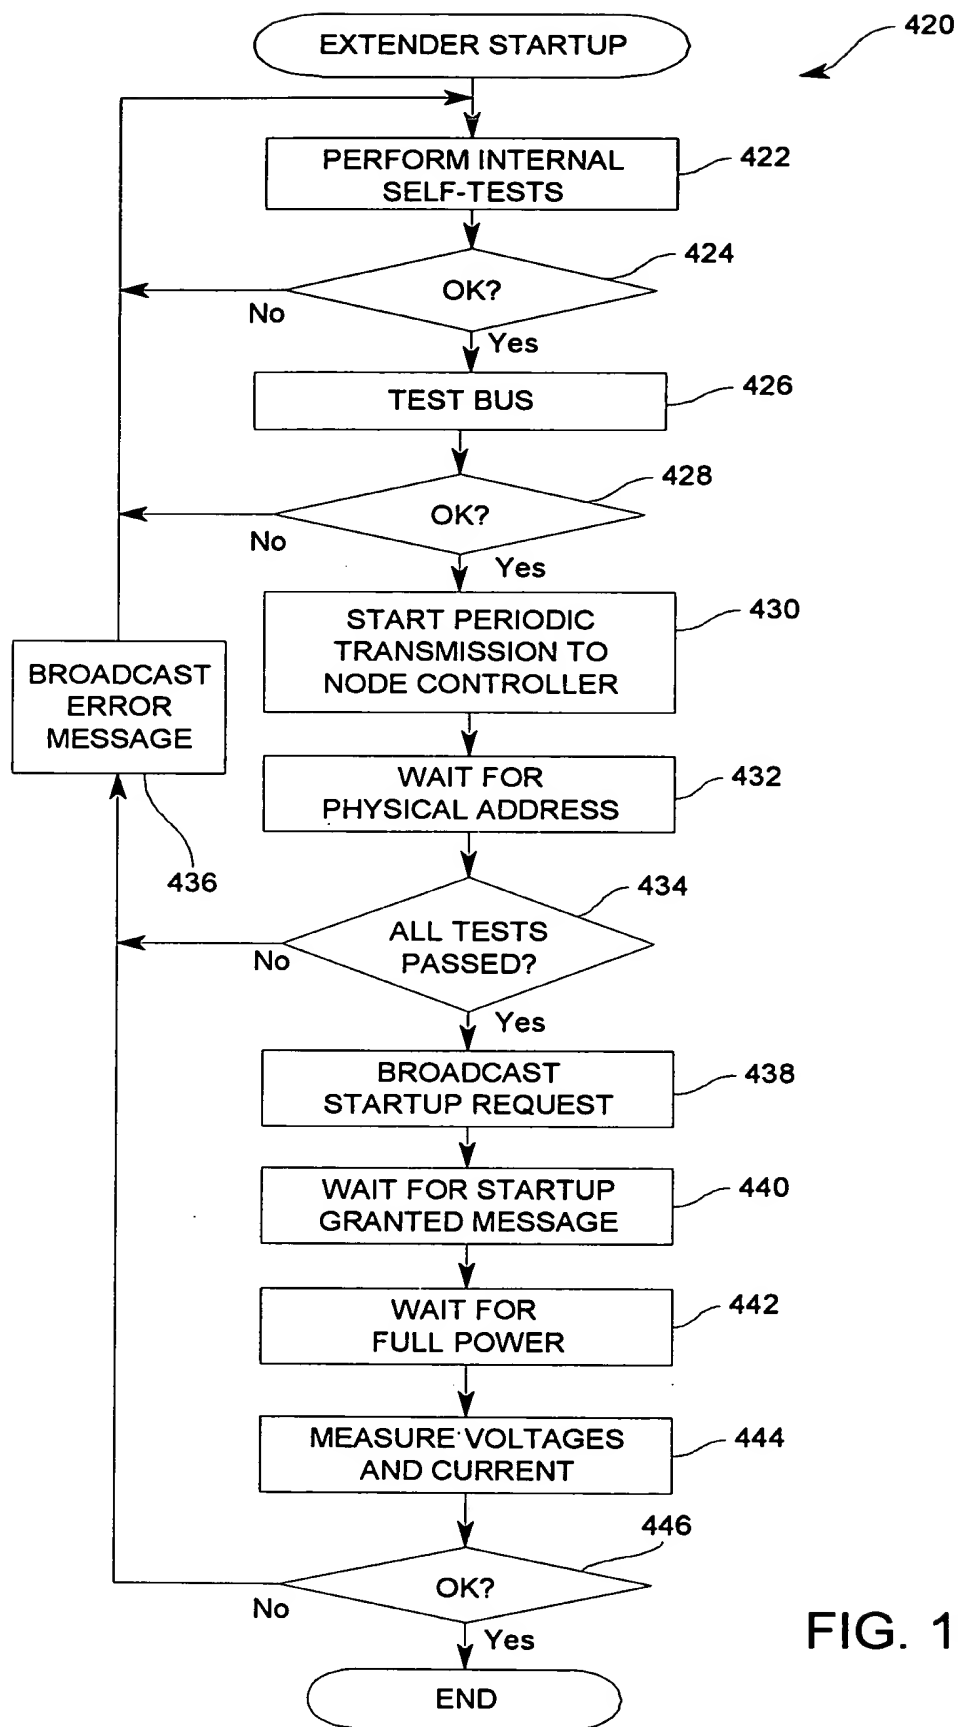 EXTENDER STARTUP
420
PERFORM INTERNAL
SELF-TESTS
422
OK?
424
No
Yes
TEST BUS
426
OK?
428
No
Yes
START PERIODIC
TRANSMISSION TO
NODE CONTROLLER
430
BROADCAST
ERROR
MESSAGE
436
WAIT FOR
PHYSICAL ADDRESS
432
ALL TESTS
PASSED?
434
No
Yes
BROADCAST
STARTUP REQUEST
438
WAIT FOR STARTUP
GRANTED MESSAGE
440
WAIT FOR
FULL POWER
442
MEASURE VOLTAGES
AND CURRENT
444
OK?
446
No
Yes
END
FIG. 1